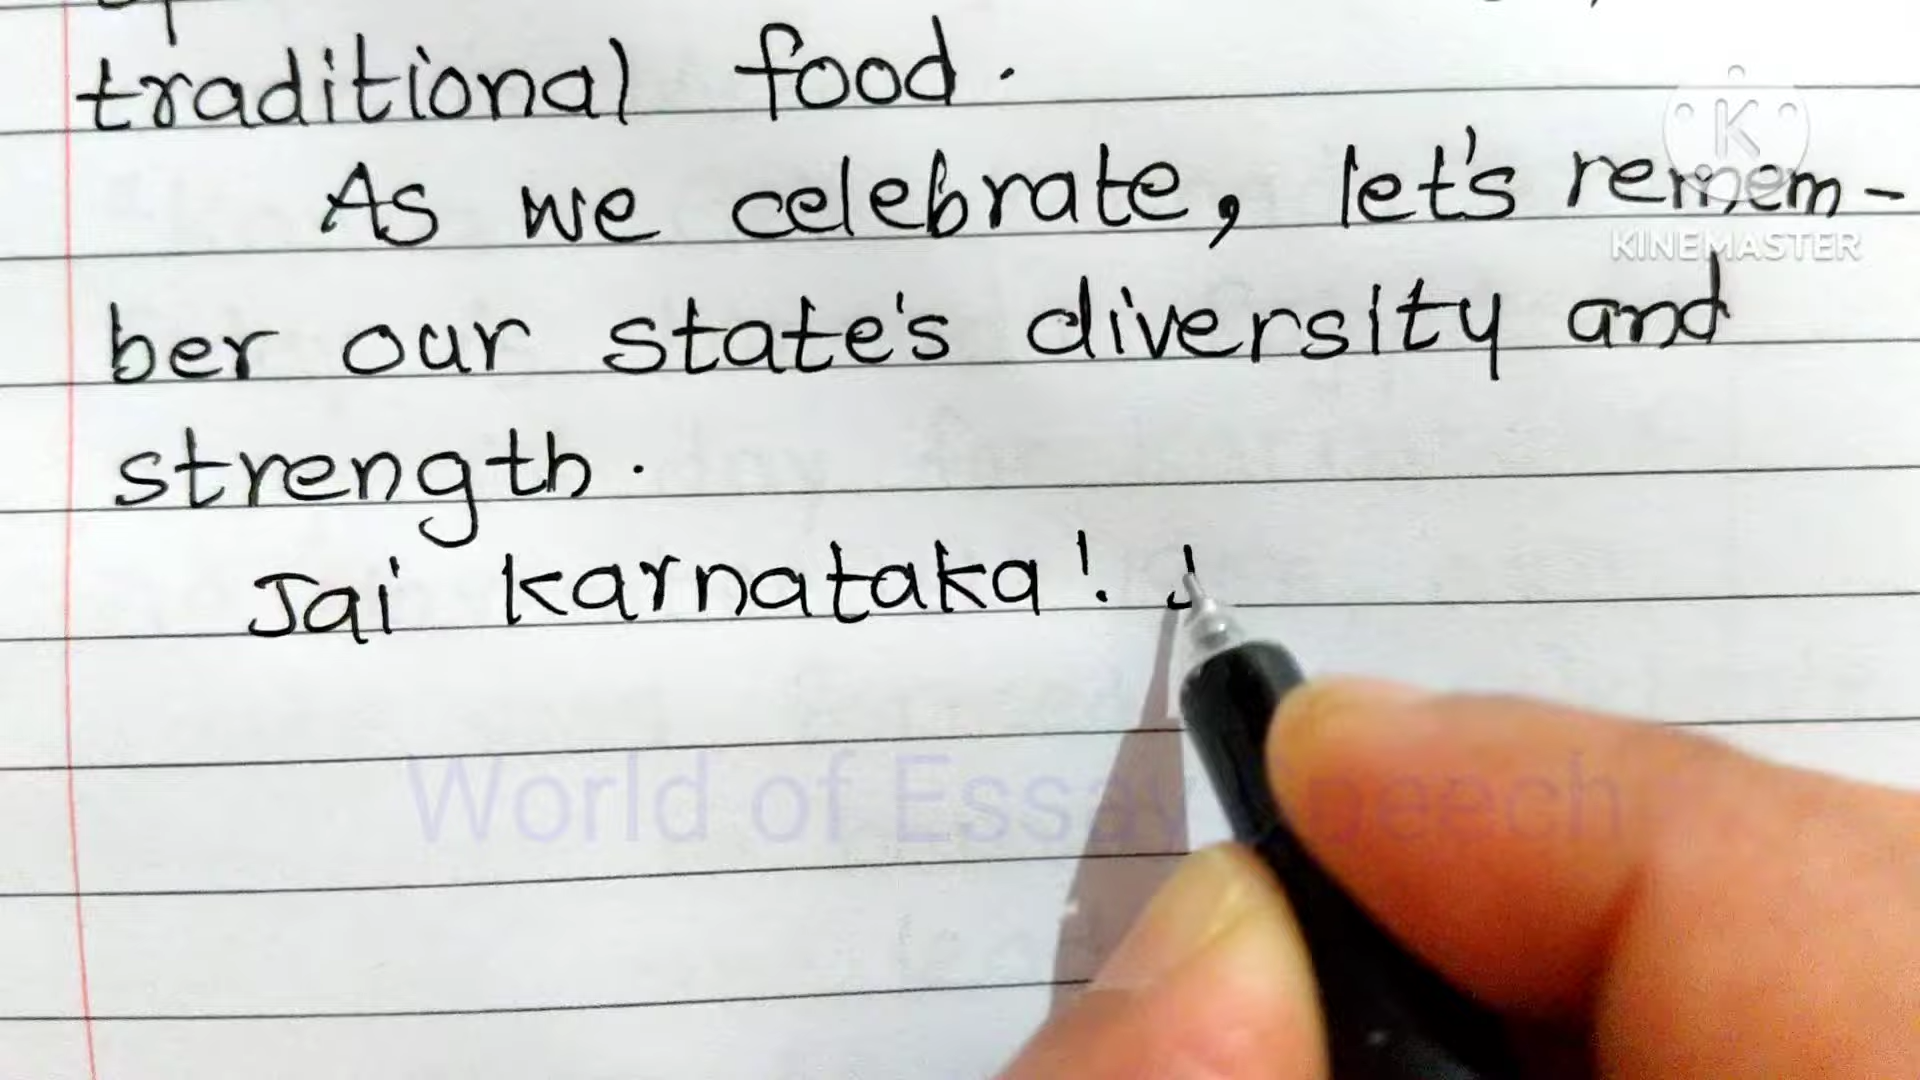 traditional food.
As we celebrate, let's remem-
KINEMASTER
ber our state's diversity and
strength.
Jai Karnataka! J
World of Essay Speech